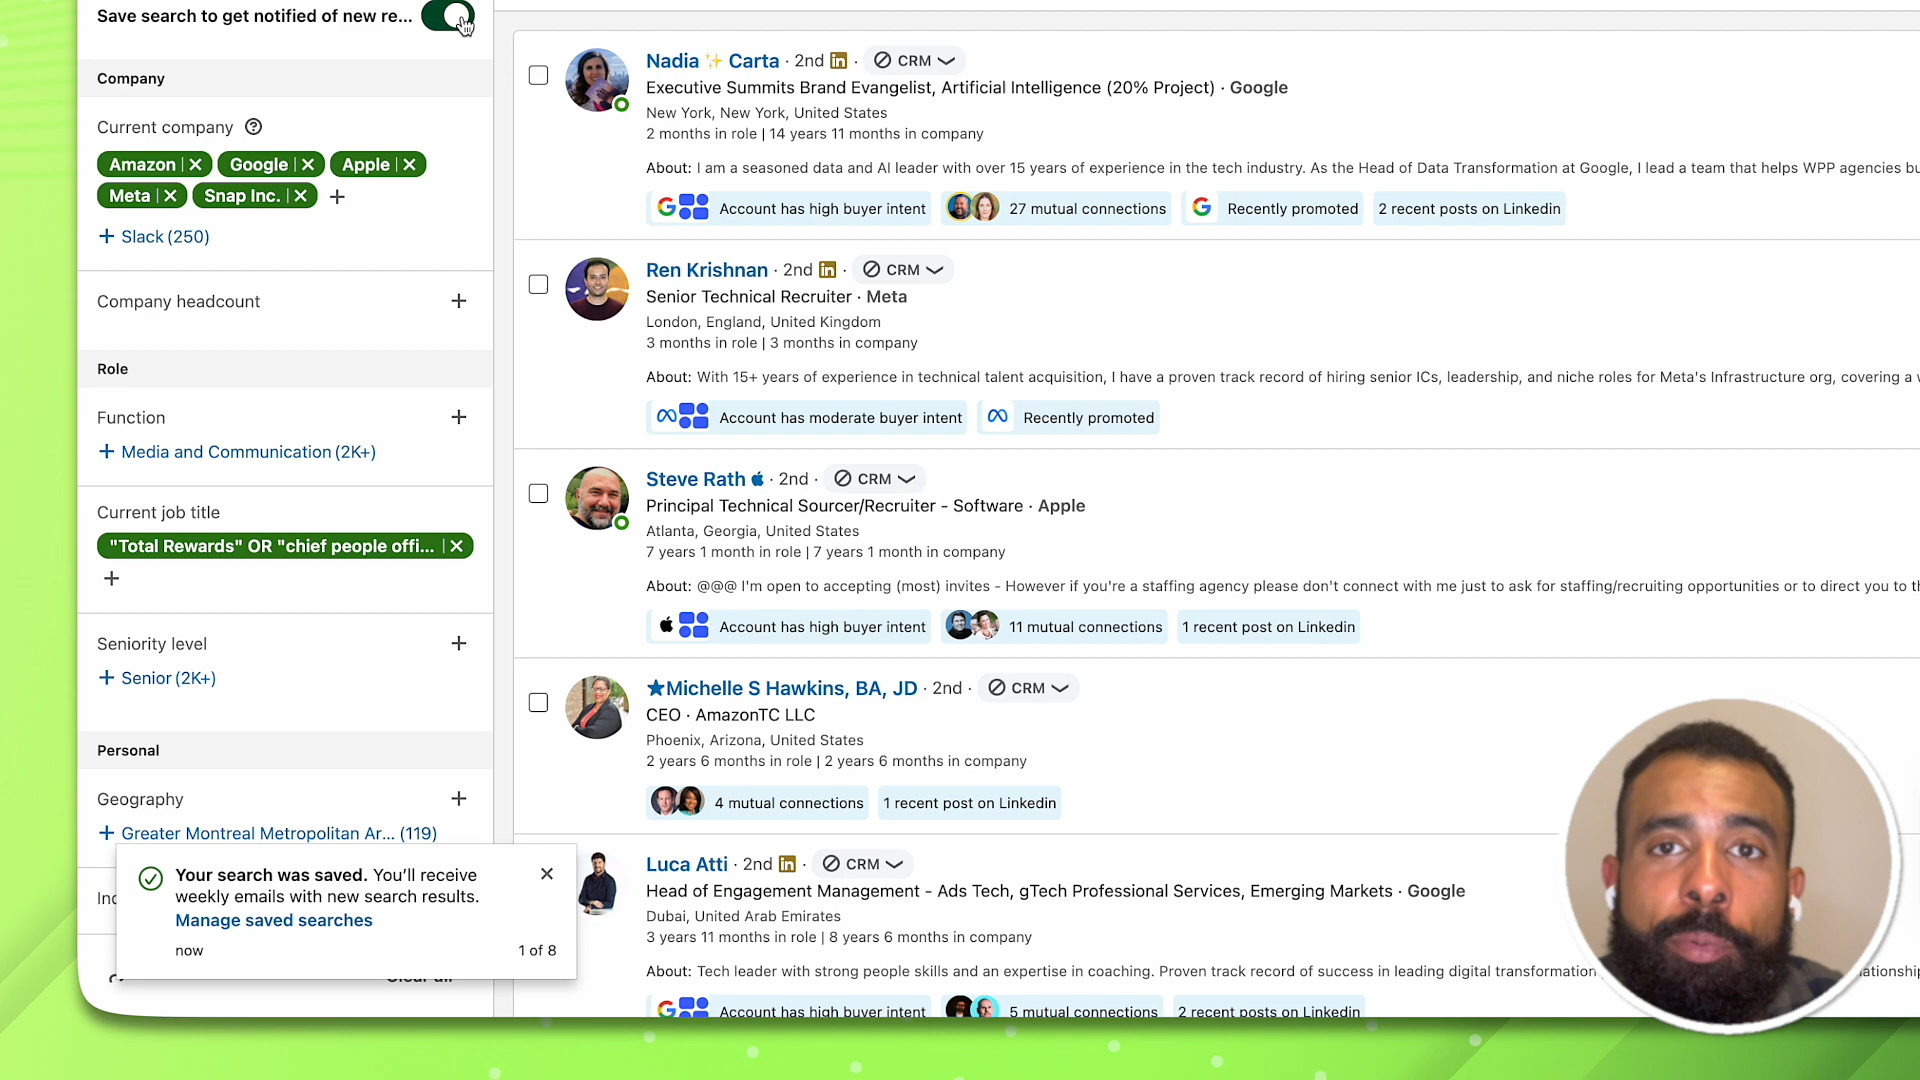 Save search to get notified of new re...
Company
Current company
Amazon
Google
Apple
Meta
Snap Inc.
Slack (250)
Company headcount
Role
Function
Media and Communication (2K+)
Current job title
"Total Rewards" OR "chief people offi...
Seniority level
Senior (2K+)
Personal
Geography
Greater Montreal Metropolitan Ar... (119)
Your search was saved. You'll receive
weekly emails with new search results.
Manage saved searches
now 1 of 8
Nadia ✨ Carta · 2nd in · CRM
Executive Summits Brand Evangelist, Artificial Intelligence (20% Project) · Google
New York, New York, United States
2 months in role | 14 years 11 months in company
About: I am a seasoned data and AI leader with over 15 years of experience in the tech industry. As the Head of Data Transformation at Google, I lead a team that helps WPP agencies bu
Account has high buyer intent
27 mutual connections
Recently promoted
2 recent posts on Linkedin
Ren Krishnan · 2nd in · CRM
Senior Technical Recruiter · Meta
London, England, United Kingdom
3 months in role | 3 months in company
About: With 15+ years of experience in technical talent acquisition, I have a proven track record of hiring senior ICs, leadership, and niche roles for Meta's Infrastructure org, covering a
Account has moderate buyer intent
Recently promoted
Steve Rath · 2nd · CRM
Principal Technical Sourcer/Recruiter - Software · Apple
Atlanta, Georgia, United States
7 years 1 month in role | 7 years 1 month in company
About: @@@ I'm open to accepting (most) invites - However if you're a staffing agency please don't connect with me just to ask for staffing/recruiting opportunities or to direct you to
Account has high buyer intent
11 mutual connections
1 recent post on Linkedin
★Michelle S Hawkins, BA, JD · 2nd · CRM
CEO · AmazonTC LLC
Phoenix, Arizona, United States
2 years 6 months in role | 2 years 6 months in company
4 mutual connections
1 recent post on Linkedin
Luca Atti · 2nd in · CRM
Head of Engagement Management - Ads Tech, gTech Professional Services, Emerging Markets · Google
Dubai, United Arab Emirates
3 years 11 months in role | 8 years 6 months in company
About: Tech leader with strong people skills and an expertise in coaching. Proven track record of success in leading digital transformation
Account has high buyer intent
5 mutual connections
2 recent posts on Linkedin